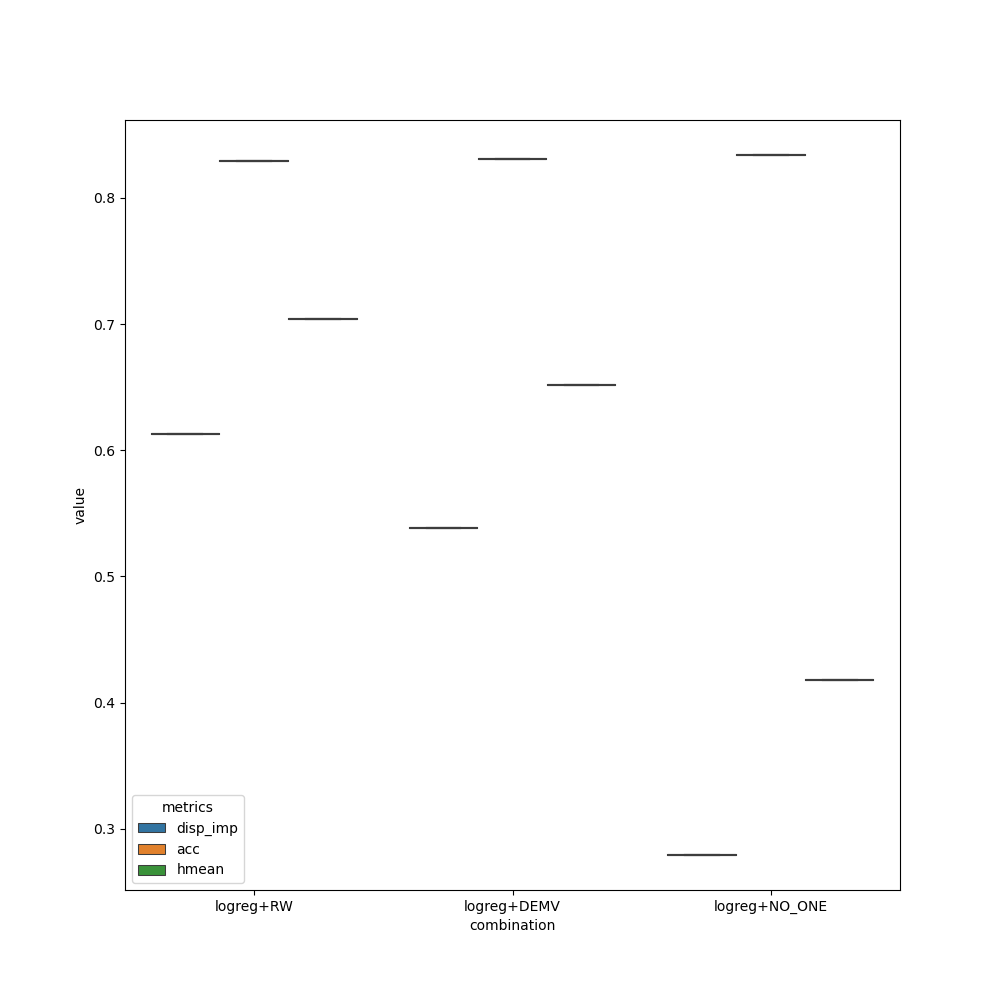 0.8
0.7
0.6
value
0.5
0.4
0.3
metrics
disp_imp
acc
hmean
logreg+RW
logreg+DEMV
logreg+NO_ONE
combination